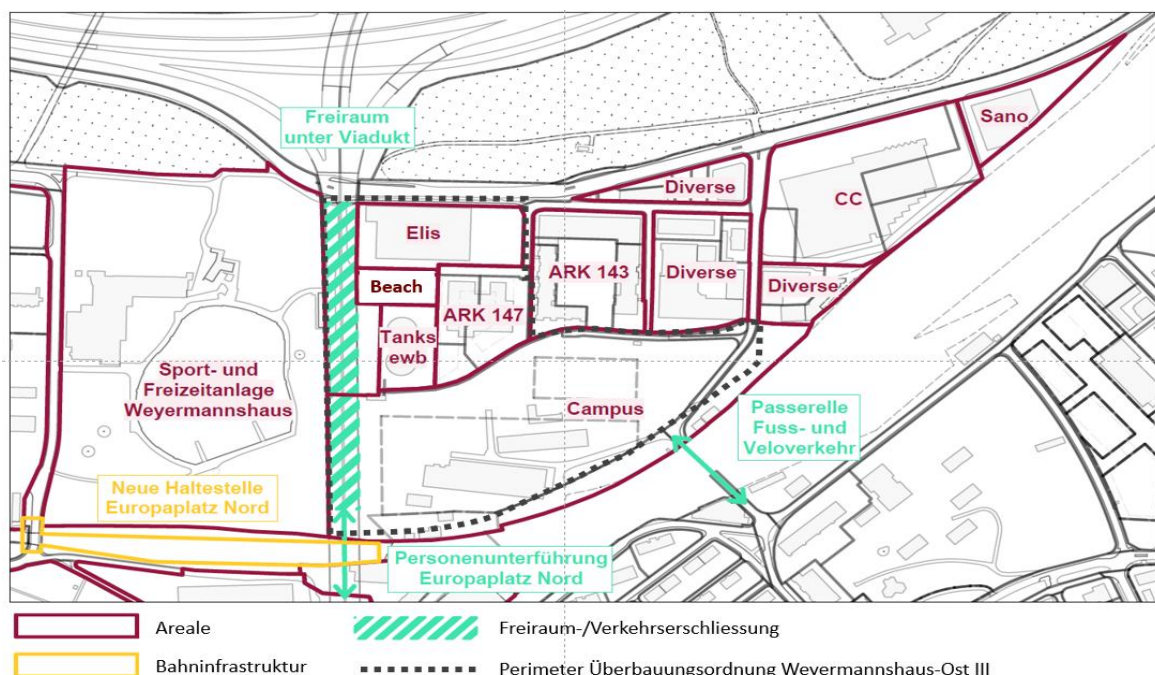 Freiraum
unter Viadukt
Sano
Diverse
CC
Elis
ARK 143
Diverse
Diverse
Beach
ARK 147
Tanks
ewb
Sport- und
Freizeitanlage
Weyermannshaus
Campus
Passerelle
Fuss- und
Veloverkehr
Neue Haltestelle
Europaplatz Nord
Personenunterführung
Europaplatz Nord
Areale
Freiraum-/Verkehrserschliessung
Bahninfrastruktur
Perimeter Überbauungsordnung Weyermannshaus-Ost III